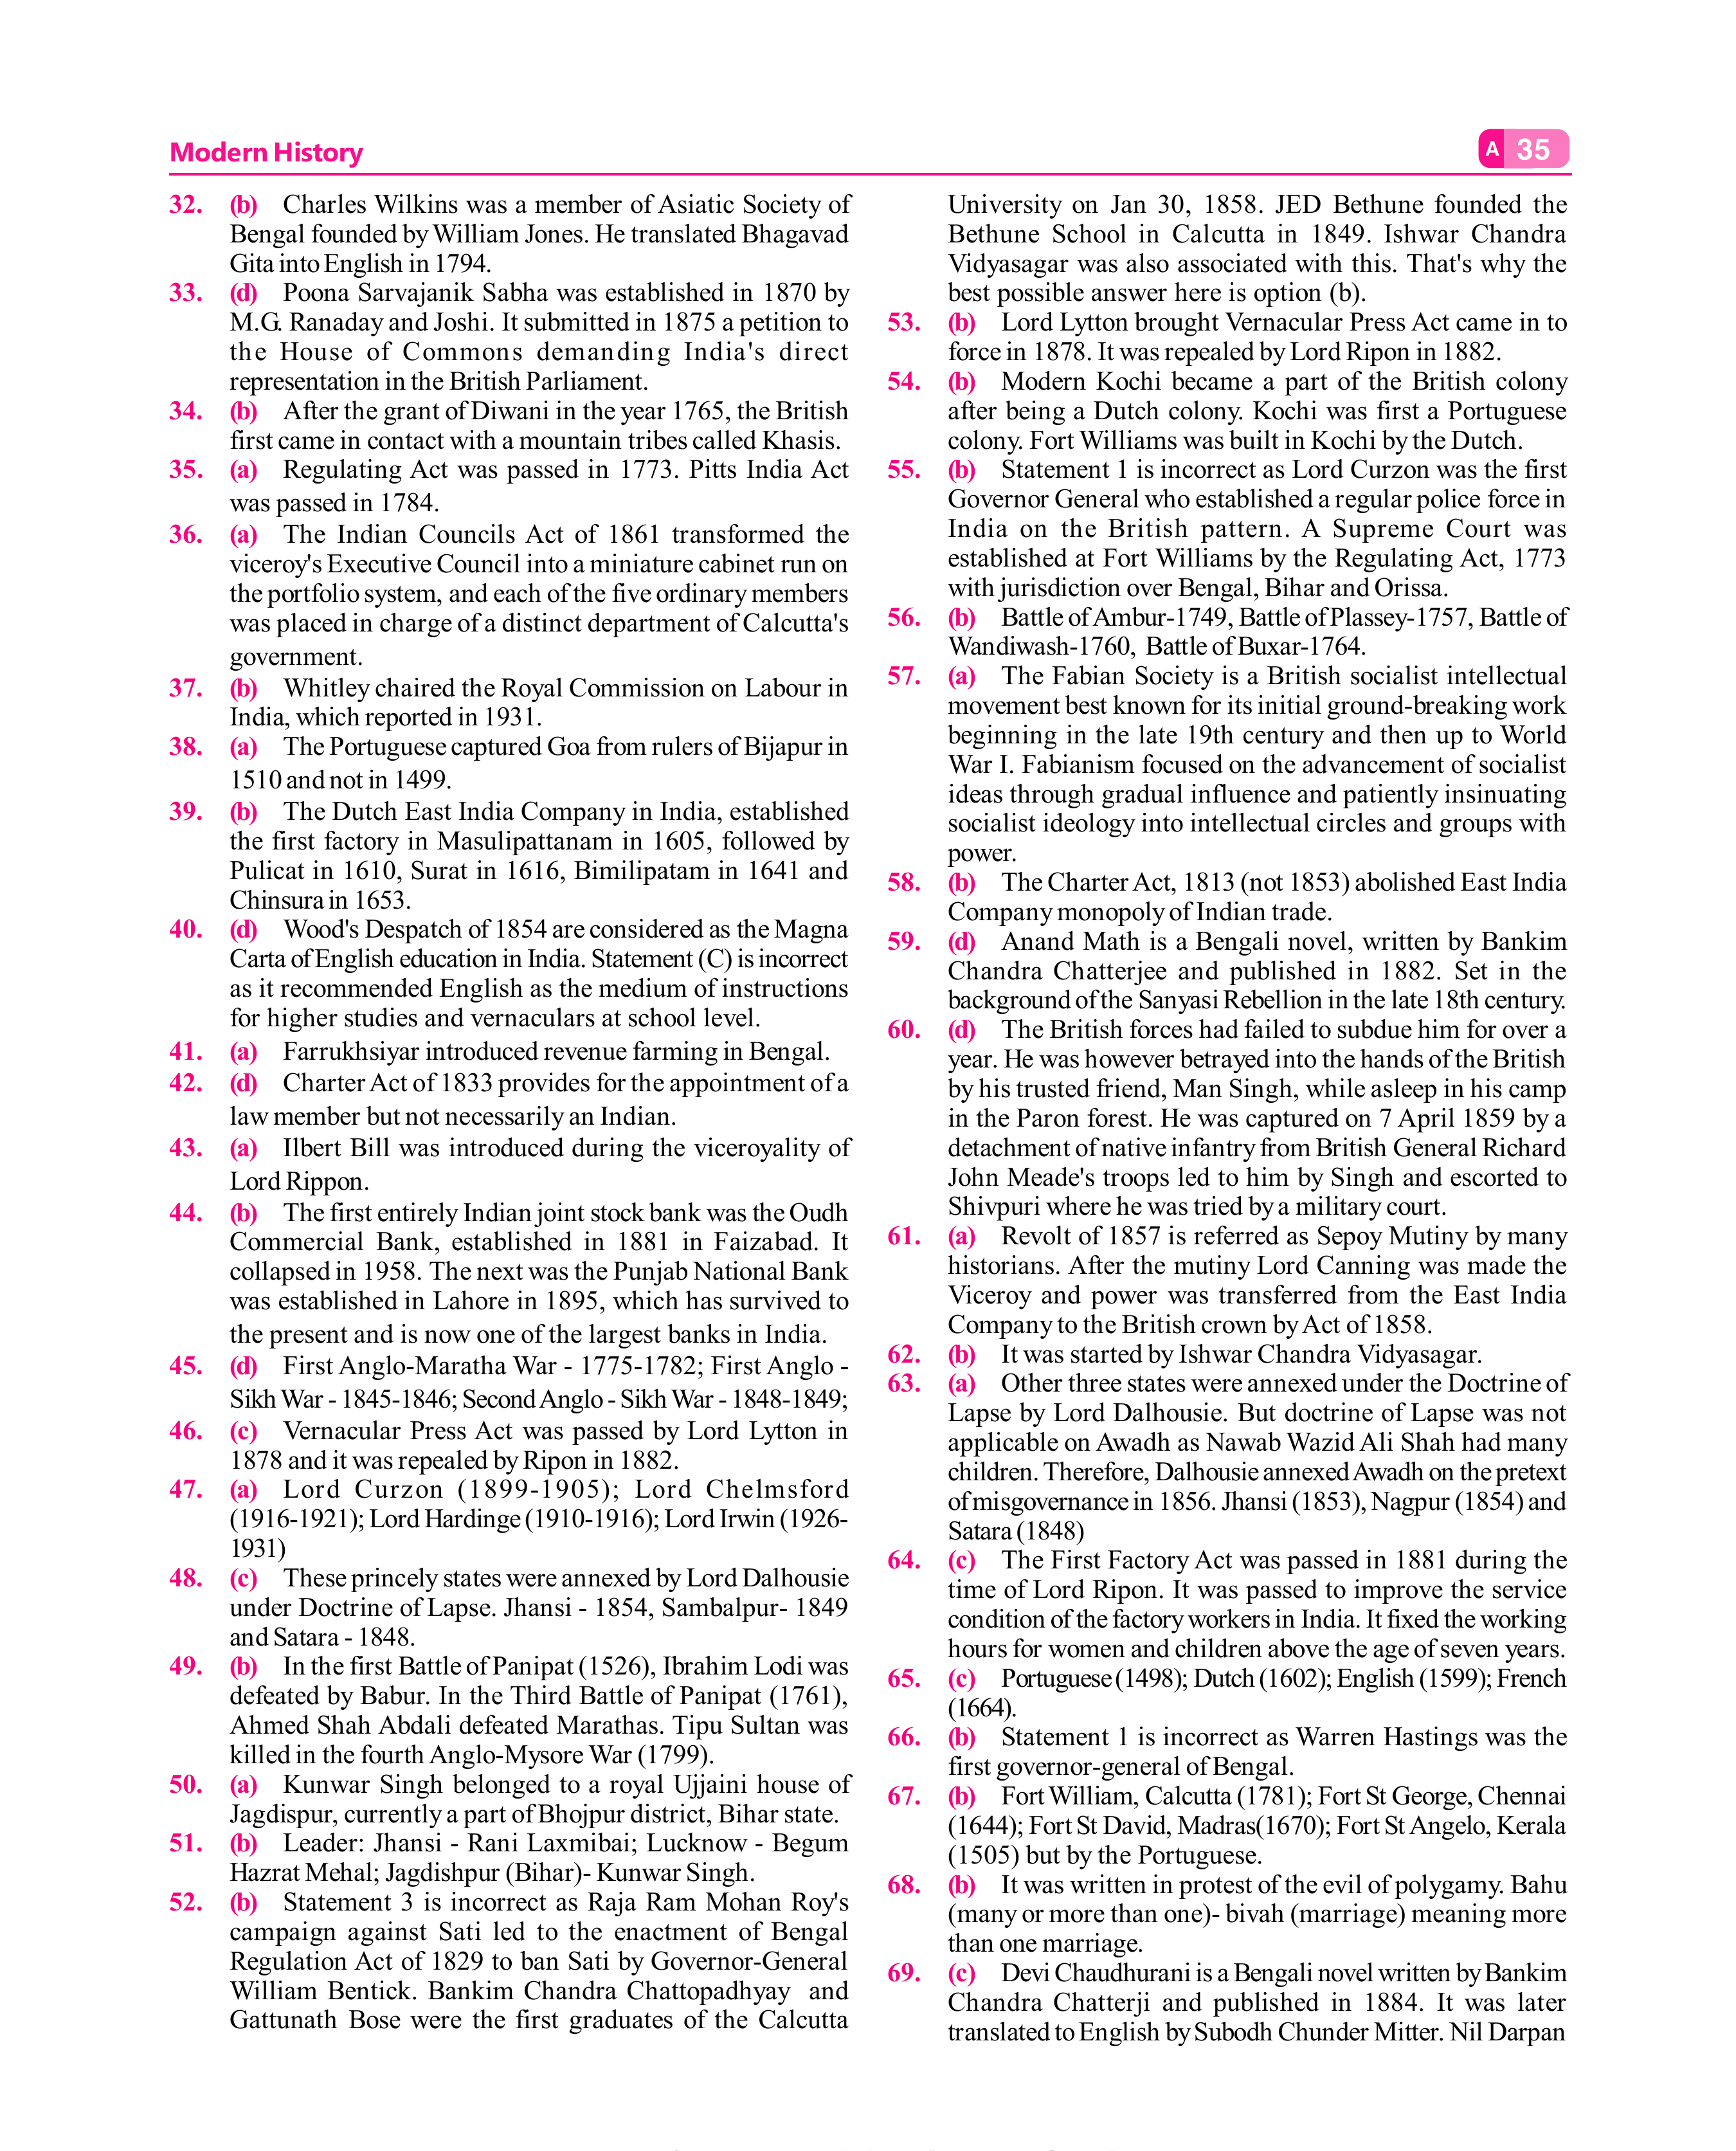 Modern History
A 35
32. (b) Charles Wilkins was a member of Asiatic Society of
Bengal founded by William Jones. He translated Bhagavad
Gita into English in 1794.
33. (d) Poona Sarvajanik Sabha was established in 1870 by
M.G. Ranaday and Joshi. It submitted in 1875 a petition to
the House of Commons demanding India's direct
representation in the British Parliament.
34. (b) After the grant of Diwani in the year 1765, the British
first came in contact with a mountain tribes called Khasis.
35. (a) Regulating Act was passed in 1773. Pitts India Act
was passed in 1784.
36. (a) The Indian Councils Act of 1861 transformed the
viceroy's Executive Council into a miniature cabinet run on
the portfolio system, and each of the five ordinary members
was placed in charge of a distinct department of Calcutta's
government.
37. (b) Whitley chaired the Royal Commission on Labour in
India, which reported in 1931.
38. (a) The Portuguese captured Goa from rulers of Bijapur in
1510 and not in 1499.
39. (b) The Dutch East India Company in India, established
the first factory in Masulipattanam in 1605, followed by
Pulicat in 1610, Surat in 1616, Bimilipatam in 1641 and
Chinsura in 1653.
40. (d) Wood's Despatch of 1854 are considered as the Magna
Carta of English education in India. Statement (C) is incorrect
as it recommended English as the medium of instructions
for higher studies and vernaculars at school level.
41. (a) Farrukhsiyar introduced revenue farming in Bengal.
42. (d) Charter Act of 1833 provides for the appointment of a
law member but not necessarily an Indian.
43. (a) Ilbert Bill was introduced during the viceroyality of
Lord Rippon.
44. (b) The first entirely Indian joint stock bank was the Oudh
Commercial Bank, established in 1881 in Faizabad. It
collapsed in 1958. The next was the Punjab National Bank
was established in Lahore in 1895, which has survived to
the present and is now one of the largest banks in India.
45. (d) First Anglo-Maratha War - 1775-1782; First Anglo -
Sikh War - 1845-1846; Second Anglo - Sikh War - 1848-1849;
46. (c) Vernacular Press Act was passed by Lord Lytton in
1878 and it was repealed by Ripon in 1882.
47. (a) Lord Curzon (1899-1905); Lord Chelmsford
(1916-1921); Lord Hardinge (1910-1916); Lord Irwin (1926-
1931)
48. (c) These princely states were annexed by Lord Dalhousie
under Doctrine of Lapse. Jhansi - 1854, Sambalpur- 1849
and Satara - 1848.
49. (b) In the first Battle of Panipat (1526), Ibrahim Lodi was
defeated by Babur. In the Third Battle of Panipat (1761),
Ahmed Shah Abdali defeated Marathas. Tipu Sultan was
killed in the fourth Anglo-Mysore War (1799).
50. (a) Kunwar Singh belonged to a royal Ujjaini house of
Jagdispur, currently a part of Bhojpur district, Bihar state.
51. (b) Leader: Jhansi - Rani Laxmibai; Lucknow - Begum
Hazrat Mehal; Jagdishpur (Bihar)- Kunwar Singh.
52. (b) Statement 3 is incorrect as Raja Ram Mohan Roy's
campaign against Sati led to the enactment of Bengal
Regulation Act of 1829 to ban Sati by Governor-General
William Bentick. Bankim Chandra Chattopadhyay and
Gattunath Bose were the first graduates of the Calcutta
University on Jan 30, 1858. JED Bethune founded the
Bethune School in Calcutta in 1849. Ishwar Chandra
Vidyasagar was also associated with this. That's why the
best possible answer here is option (b).
53. (b) Lord Lytton brought Vernacular Press Act came in to
force in 1878. It was repealed by Lord Ripon in 1882.
54. (b) Modern Kochi became a part of the British colony
after being a Dutch colony. Kochi was first a Portuguese
colony. Fort Williams was built in Kochi by the Dutch.
55. (b) Statement 1 is incorrect as Lord Curzon was the first
Governor General who established a regular police force in
India on the British pattern. A Supreme Court was
established at Fort Williams by the Regulating Act, 1773
with jurisdiction over Bengal, Bihar and Orissa.
56. (b) Battle of Ambur-1749, Battle of Plassey-1757, Battle of
Wandiwash-1760, Battle of Buxar-1764.
57. (a) The Fabian Society is a British socialist intellectual
movement best known for its initial ground-breaking work
beginning in the late 19th century and then up to World
War I. Fabianism focused on the advancement of socialist
ideas through gradual influence and patiently insinuating
socialist ideology into intellectual circles and groups with
power.
58. (b) The Charter Act, 1813 (not 1853) abolished East India
Company monopoly of Indian trade.
59. (d) Anand Math is a Bengali novel, written by Bankim
Chandra Chatterjee and published in 1882. Set in the
background of the Sanyasi Rebellion in the late 18th century.
60. (d) The British forces had failed to subdue him for over a
year. He was however betrayed into the hands of the British
by his trusted friend, Man Singh, while asleep in his camp
in the Paron forest. He was captured on 7 April 1859 by a
detachment of native infantry from British General Richard
John Meade's troops led to him by Singh and escorted to
Shivpuri where he was tried by a military court.
61. (a) Revolt of 1857 is referred as Sepoy Mutiny by many
historians. After the mutiny Lord Canning was made the
Viceroy and power was transferred from the East India
Company to the British crown by Act of 1858.
62. (b) It was started by Ishwar Chandra Vidyasagar.
63. (a) Other three states were annexed under the Doctrine of
Lapse by Lord Dalhousie. But doctrine of Lapse was not
applicable on Awadh as Nawab Wazid Ali Shah had many
children. Therefore, Dalhousie annexed Awadh on the pretext
of misgovernance in 1856. Jhansi (1853), Nagpur (1854) and
Satara (1848)
64. (c) The First Factory Act was passed in 1881 during the
time of Lord Ripon. It was passed to improve the service
condition of the factory workers in India. It fixed the working
hours for women and children above the age of seven years.
65. (c) Portuguese (1498); Dutch (1602); English (1599); French
(1664).
66. (b) Statement 1 is incorrect as Warren Hastings was the
first governor-general of Bengal.
67. (b) Fort William, Calcutta (1781); Fort St George, Chennai
(1644); Fort St David, Madras(1670); Fort St Angelo, Kerala
(1505) but by the Portuguese.
68. (b) It was written in protest of the evil of polygamy. Bahu
(many or more than one)- bivah (marriage) meaning more
than one marriage.
69. (c) Devi Chaudhurani is a Bengali novel written by Bankim
Chandra Chatterji and published in 1884. It was later
translated to English by Subodh Chunder Mitter. Nil Darpan